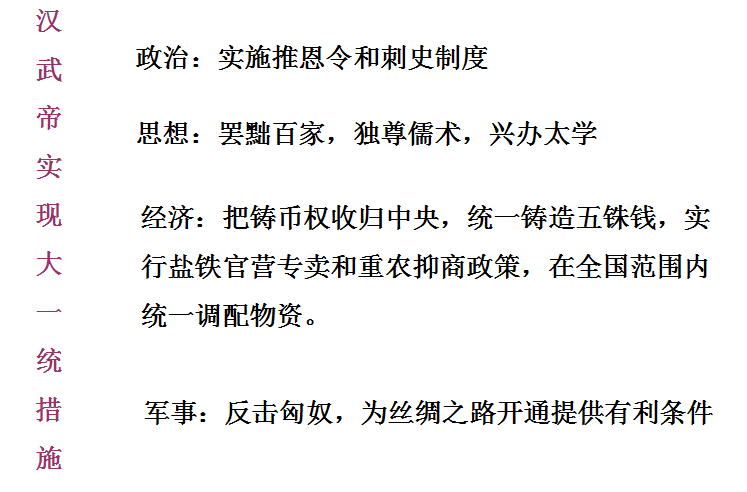 汉武帝实现大一统措施
政治：实施推恩令和刺史制度
思想：罢黜百家，独尊儒术，兴办太学
经济：把铸币权收归中央，统一铸造五铢钱，实
行盐铁官营专卖和重农抑商政策，在全国范围内
统一调配物资。
军事：反击匈奴，为丝绸之路开通提供有利条件